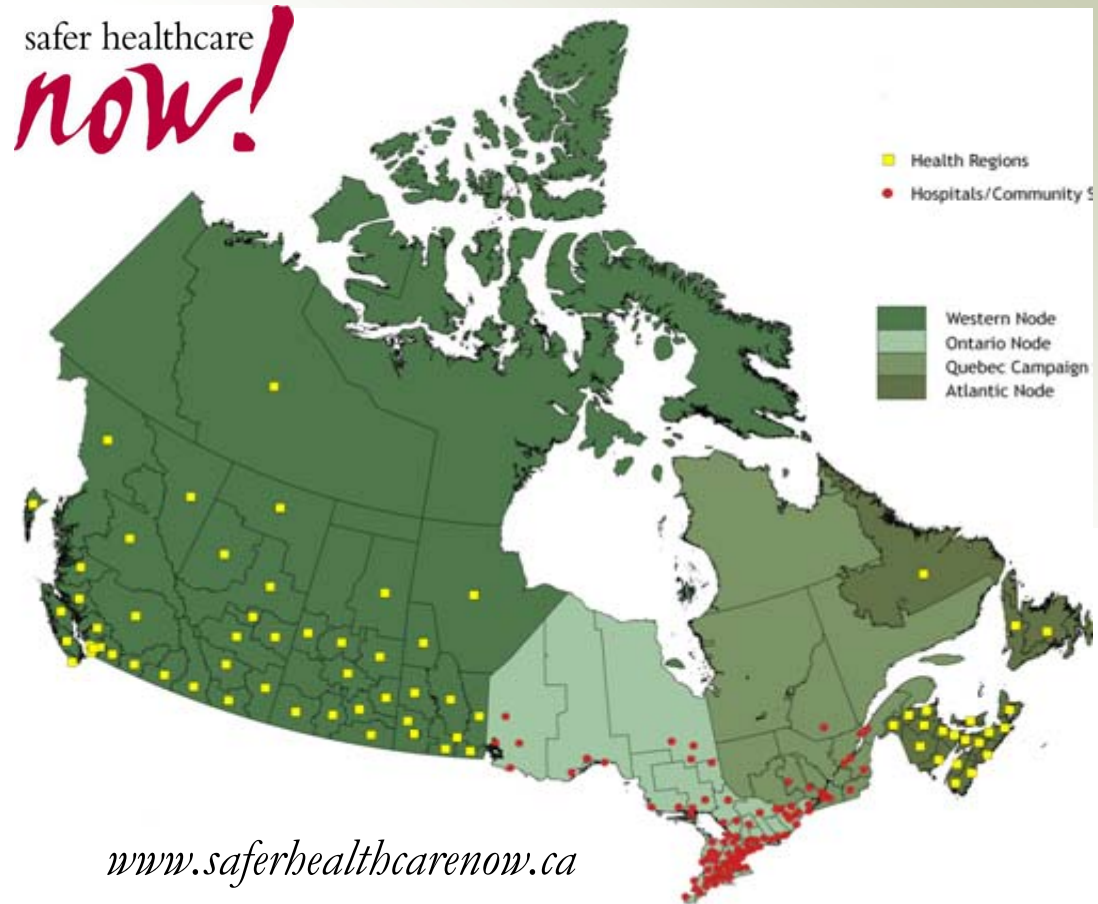 safer healthcare
now!
Health Regions
Hospitals/Community
Western Node
Ontario Node
Quebec Campaign
Atlantic Node
www.saferhealthcarenow.ca